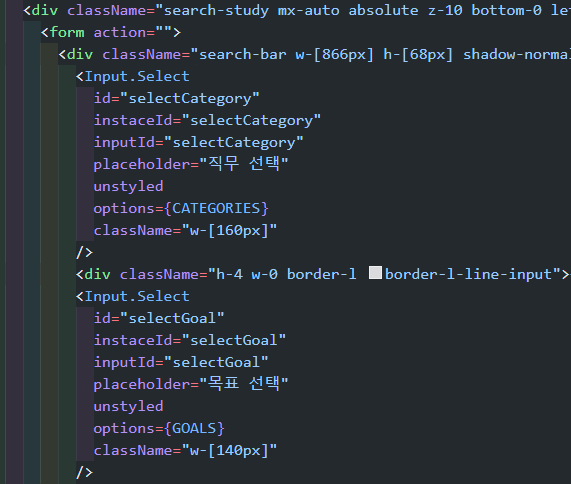 <div className="search-study mx-auto absolute z-10 bottom-0 le
<form action="">
<div className="search-bar w-[866px] h-[68px] shadow-norma
<Input.Select
id="selectCategory"
instaceId="selectCategory"
inputId="selectCategory"
placeholder="직무 선택"
unstyled
options={CATEGORIES}
className="w-[160px]"
/>
<div className="h-4 w-0 border-l border-l-line-input">
<Input.Select
id="selectGoal"
instaceId="selectGoal"
inputId="selectGoal"
placeholder="목표 선택"
unstyled
options={GOALS}
className="w-[140px]"
/>